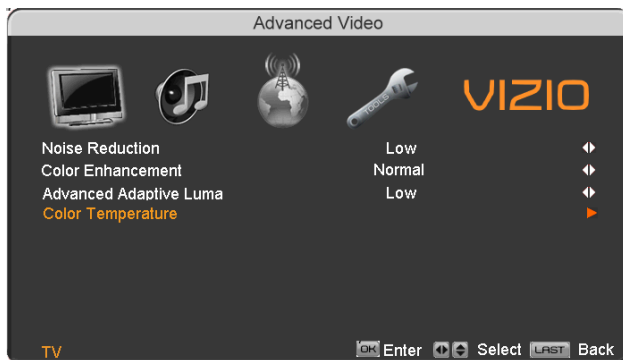 Advanced Video
TOOLS
VIZIO
Noise Reduction Low
Color Enhancement Normal
Advanced Adaptive Luma Low
Color Temperature
TV OK Enter Select LAST Back